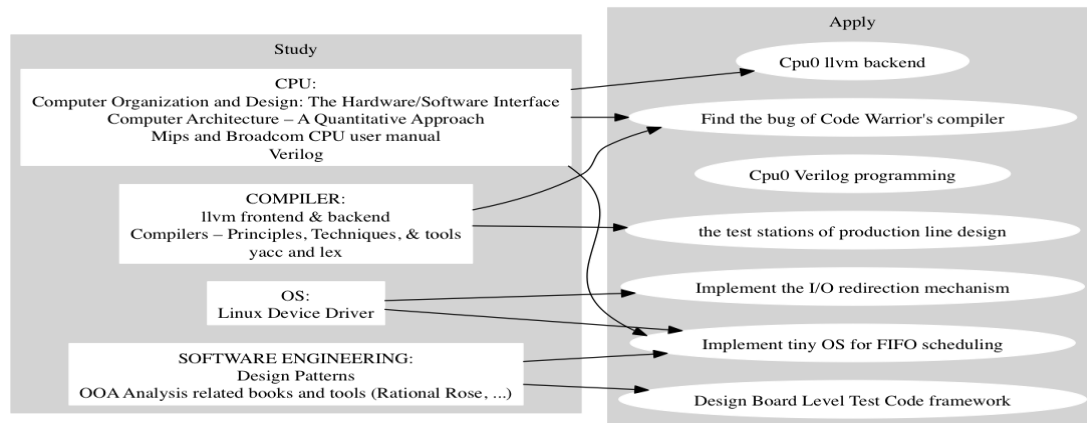 Study
CPU:
Computer Organization and Design: The Hardware/Software Interface
Computer Architecture – A Quantitative Approach
Mips and Broadcom CPU user manual
Verilog
COMPILER:
llvm frontend & backend
Compilers – Principles, Techniques, & tools
yacc and lex
OS:
Linux Device Driver
SOFTWARE ENGINEERING:
Design Patterns
OOA Analysis related books and tools (Rational Rose, ...)
Apply
Cpu0 llvm backend
Find the bug of Code Warrior's compiler
Cpu0 Verilog programming
the test stations of production line design
Implement the I/O redirection mechanism
Implement tiny OS for FIFO scheduling
Design Board Level Test Code framework